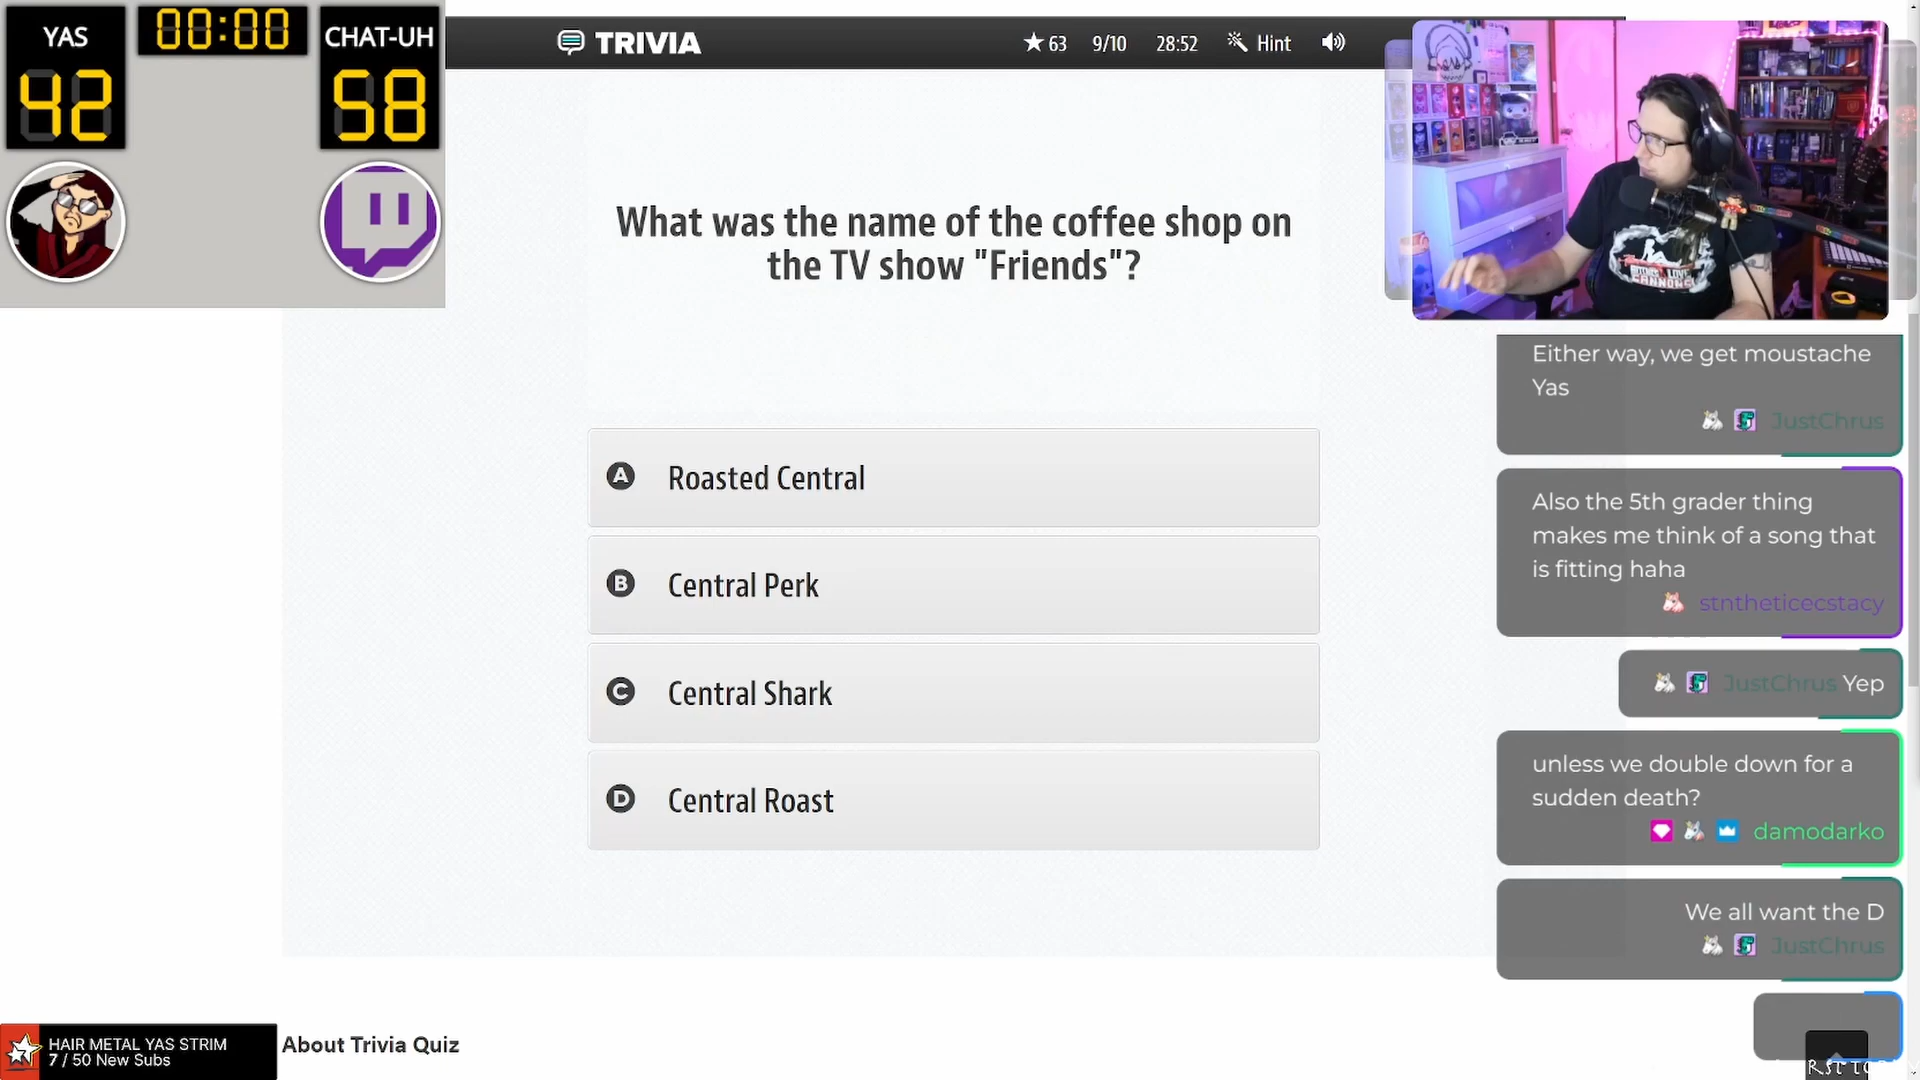 YAS
00:00
CHAT-UH
42
58
TRIVIA
63
9/10
28:52
Hint
What was the name of the coffee shop on
the TV show "Friends"?
A Roasted Central
B Central Perk
C Central Shark
D Central Roast
Either way, we get moustache
Yas
JustChrus
Also the 5th grader thing
makes me think of a song that
is fitting haha
stntheticecstacy
JustChrus Yep
unless we double down for a
sudden death?
damodarko
We all want the D
JustChrus
HAIR METAL YAS STRIM
7 / 50 New Subs
About Trivia Quiz